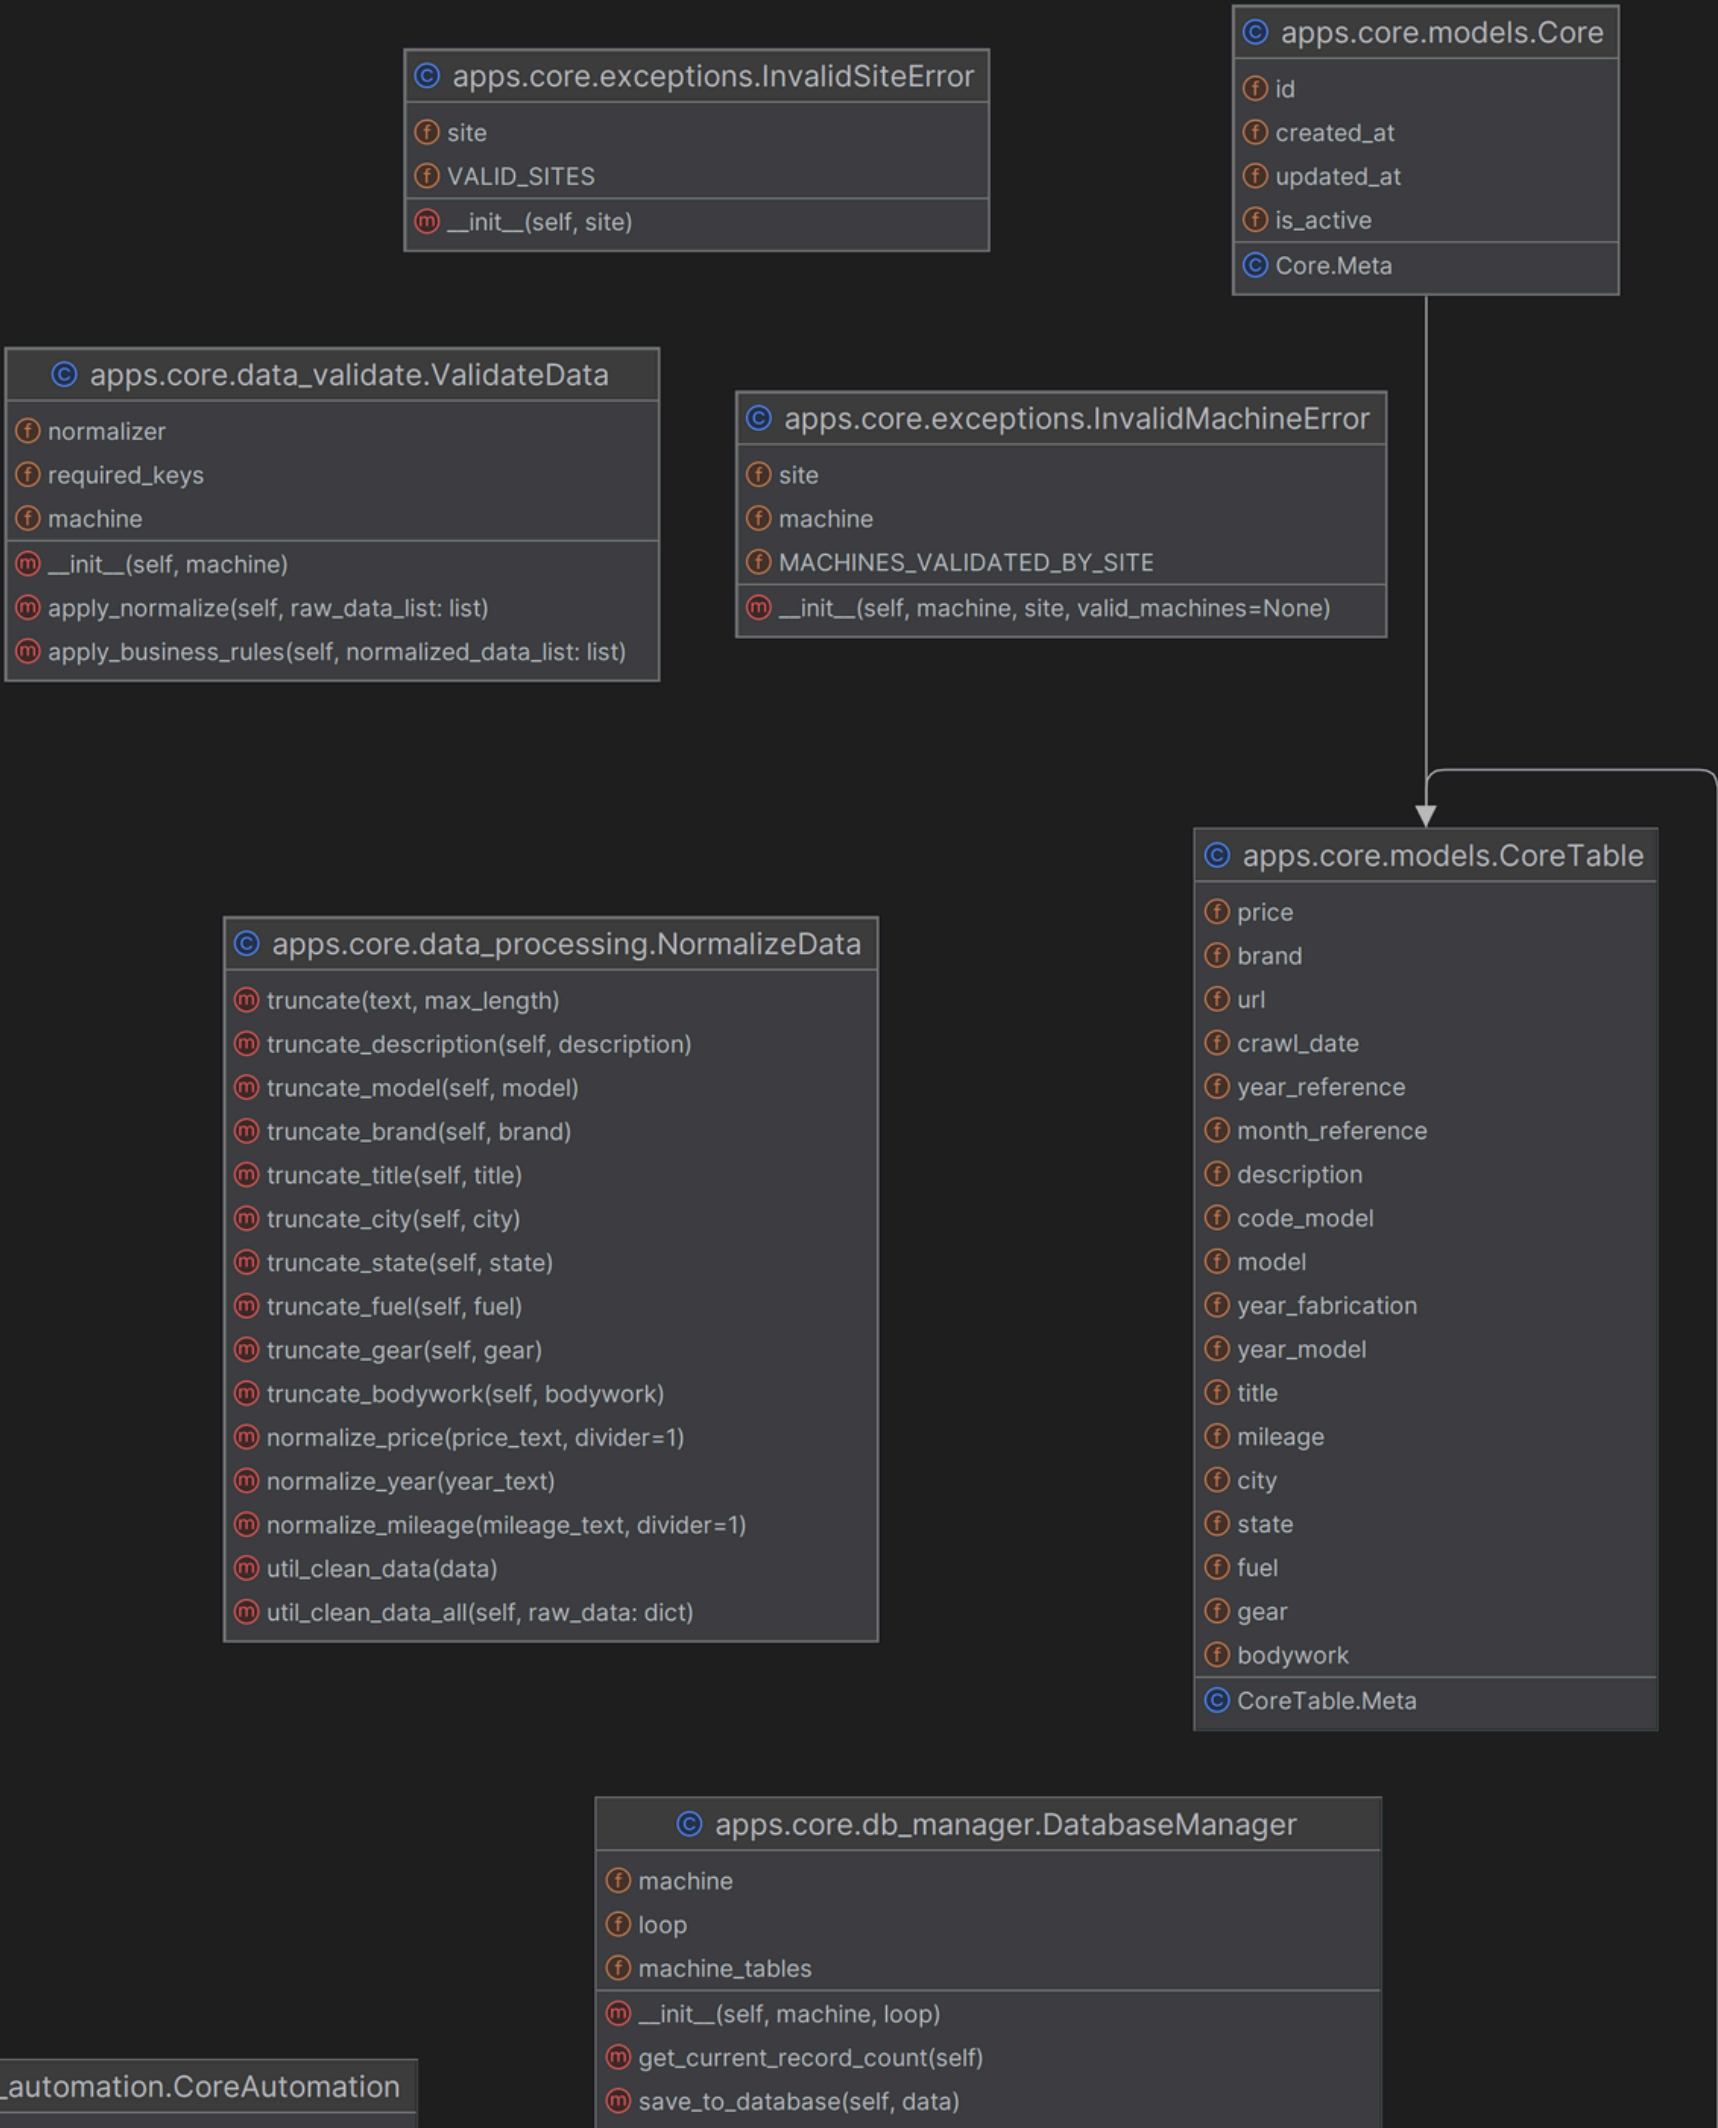 apps.core.models.Core
id
created_at
updated_at
is_active
Core.Meta
apps.core.exceptions.InvalidSiteError
site
VALID_SITES
__init__(self, site)
apps.core.data_validate.ValidateData
normalizer
required_keys
machine
__init__(self, machine)
apply_normalize(self, raw_data_list: list)
apply_business_rules(self, normalized_data_list: list)
apps.core.exceptions.InvalidMachineError
site
machine
MACHINES_VALIDATED_BY_SITE
__init__(self, machine, site, valid_machines=None)
apps.core.models.CoreTable
price
brand
url
crawl_date
year_reference
month_reference
description
code_model
model
year_fabrication
year_model
title
mileage
city
state
fuel
gear
bodywork
CoreTable.Meta
apps.core.data_processing.NormalizeData
truncate(text, max_length)
truncate_description(self, description)
truncate_model(self, model)
truncate_brand(self, brand)
truncate_title(self, title)
truncate_city(self, city)
truncate_state(self, state)
truncate_fuel(self, fuel)
truncate_gear(self, gear)
truncate_bodywork(self, bodywork)
normalize_price(price_text, divider=1)
normalize_year(year_text)
normalize_mileage(mileage_text, divider=1)
util_clean_data(data)
util_clean_data_all(self, raw_data: dict)
apps.core.db_manager.DatabaseManager
machine
loop
machine_tables
__init__(self, machine, loop)
get_current_record_count(self)
save_to_database(self, data)
_automation.CoreAutomation